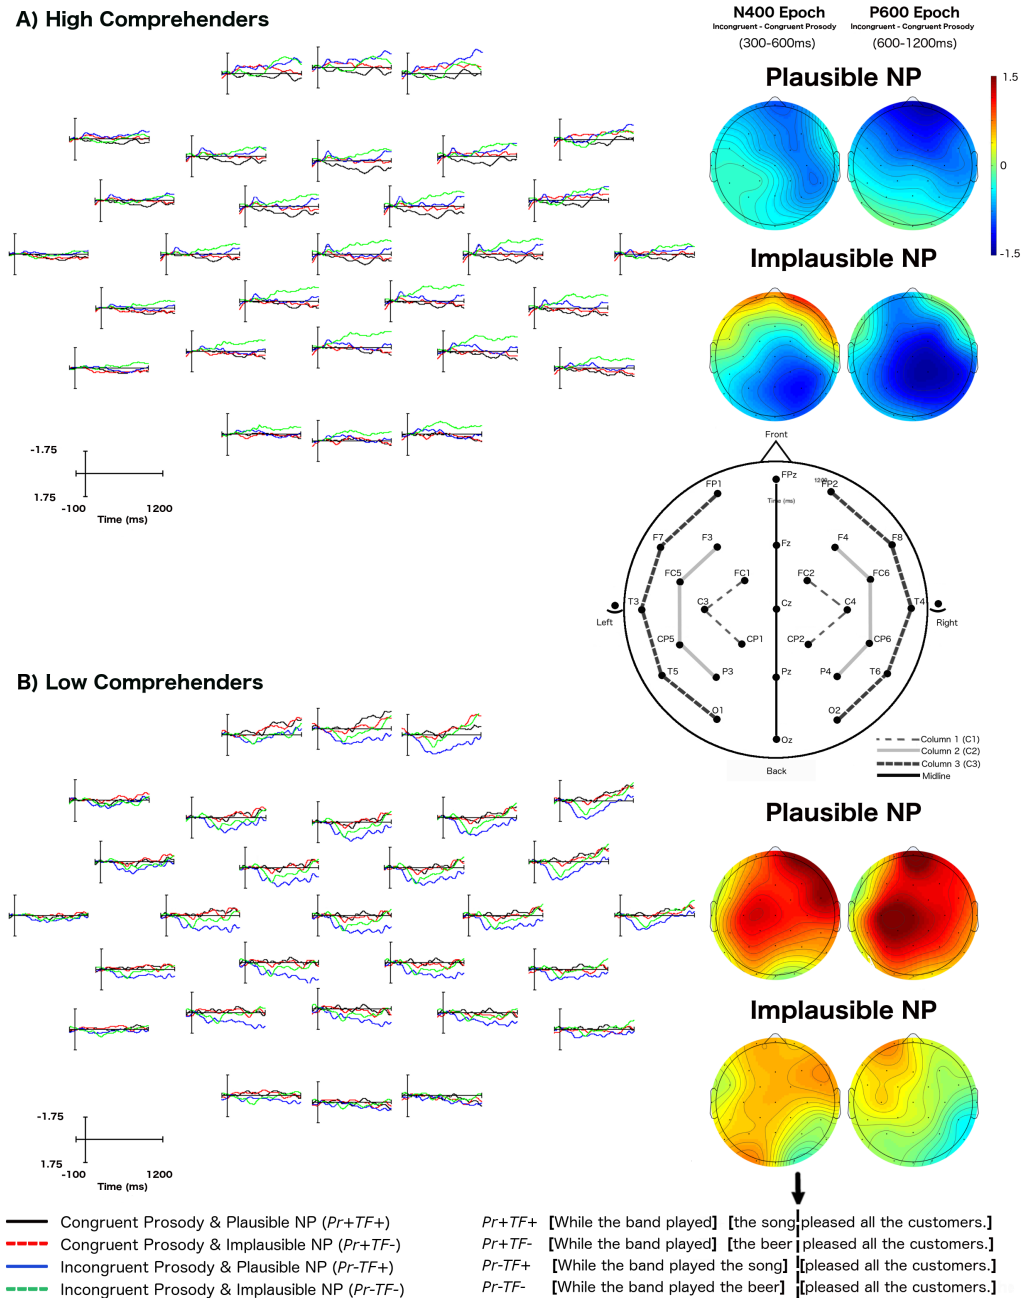 A) High Comprehenders
N400 Epoch
Incongruent - Congruent Prosody
(300-600ms)
P600 Epoch
Incongruent - Congruent Prosody
(600-1200ms)
Plausible NP
1.5
0
-1.5
Implausible NP
-1.75
1.75
-100
1200
Time (ms)
Front
FPz
FP1
1200
FP2
Time (ms)
F7
F3
Fz
F4
F8
FC5
FC1
FC2
FC6
T3
C3
Cz
C4
T4
Left
Right
CP5
CP1
CP2
CP6
T5
P3
Pz
P4
T6
O1
O2
Oz
Back
Column 1 (C1)
Column 2 (C2)
Column 3 (C3)
Midline
B) Low Comprehenders
Plausible NP
Implausible NP
-1.75
1.75
-100
1200
Time (ms)
Congruent Prosody & Plausible NP (Pr+TF+)
Congruent Prosody & Implausible NP (Pr+TF-)
Incongruent Prosody & Plausible NP (Pr-TF+)
Incongruent Prosody & Implausible NP (Pr-TF-)
Pr+TF+ [While the band played] [the song pleased all the customers.]
Pr+TF- [While the band played] [the beer pleased all the customers.]
Pr-TF+ [While the band played the song] [pleased all the customers.]
Pr-TF- [While the band played the beer] [pleased all the customers.]